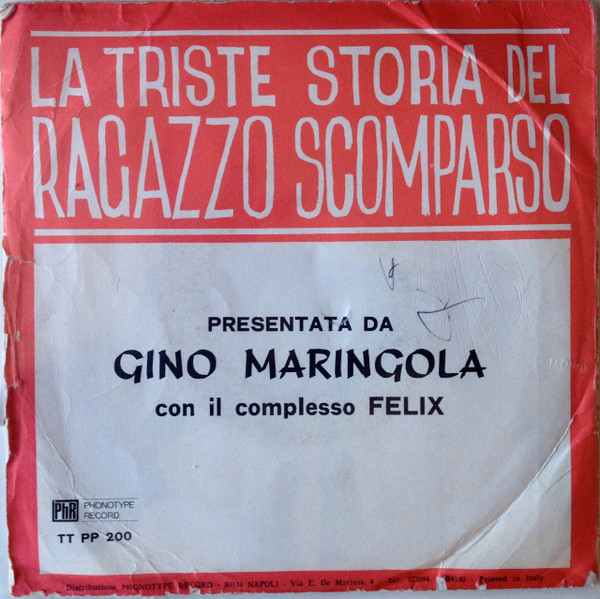 LA TRISTE STORIA DEL
RAGAZZO SCOMPARSO
PRESENTATA DA
GINO MARINGOLA
con il complesso FELIX
PhR PHONOTYPE
RECORD
TT PP 200
Distribuzione PHONOTYPE RECORD - 80134 NAPOLI - Via E. De Marinis, 4 Printed in Italy